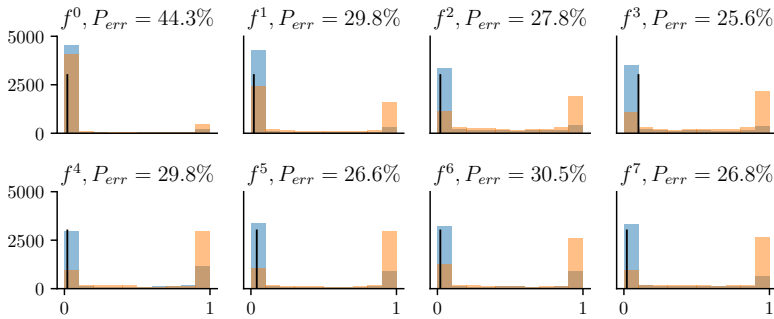 f⁰, P_err = 44.3%
f¹, P_err = 29.8%
f², P_err = 27.8%
f³, P_err = 25.6%
5000
2500
0
f⁴, P_err = 29.8%
f⁵, P_err = 26.6%
f⁶, P_err = 30.5%
f⁷, P_err = 26.8%
5000
2500
0
0 1
0 1
0 1
0 1